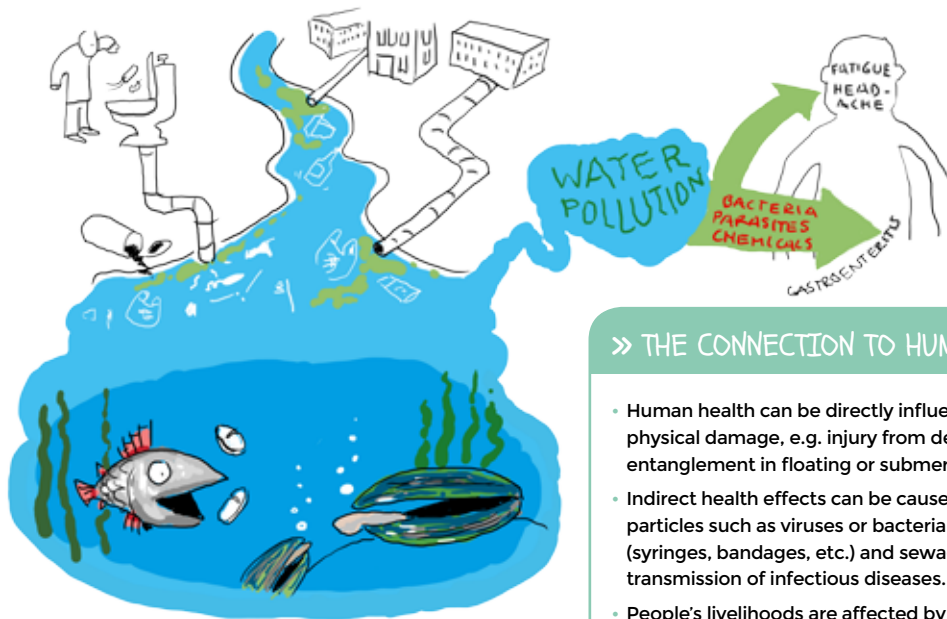 FATIGUE
HEAD-
ACHE
WATER
POLLUTION
BACTERIA
PARASITES
CHEMICALS
GASTROENTERITIS
» THE CONNECTION TO HUM
• Human health can be directly influe
physical damage, e.g. injury from de
entanglement in floating or submer
• Indirect health effects can be cause
particles such as viruses or bacteria
(syringes, bandages, etc.) and sewa
transmission of infectious diseases.
• People's livelihoods are affected by